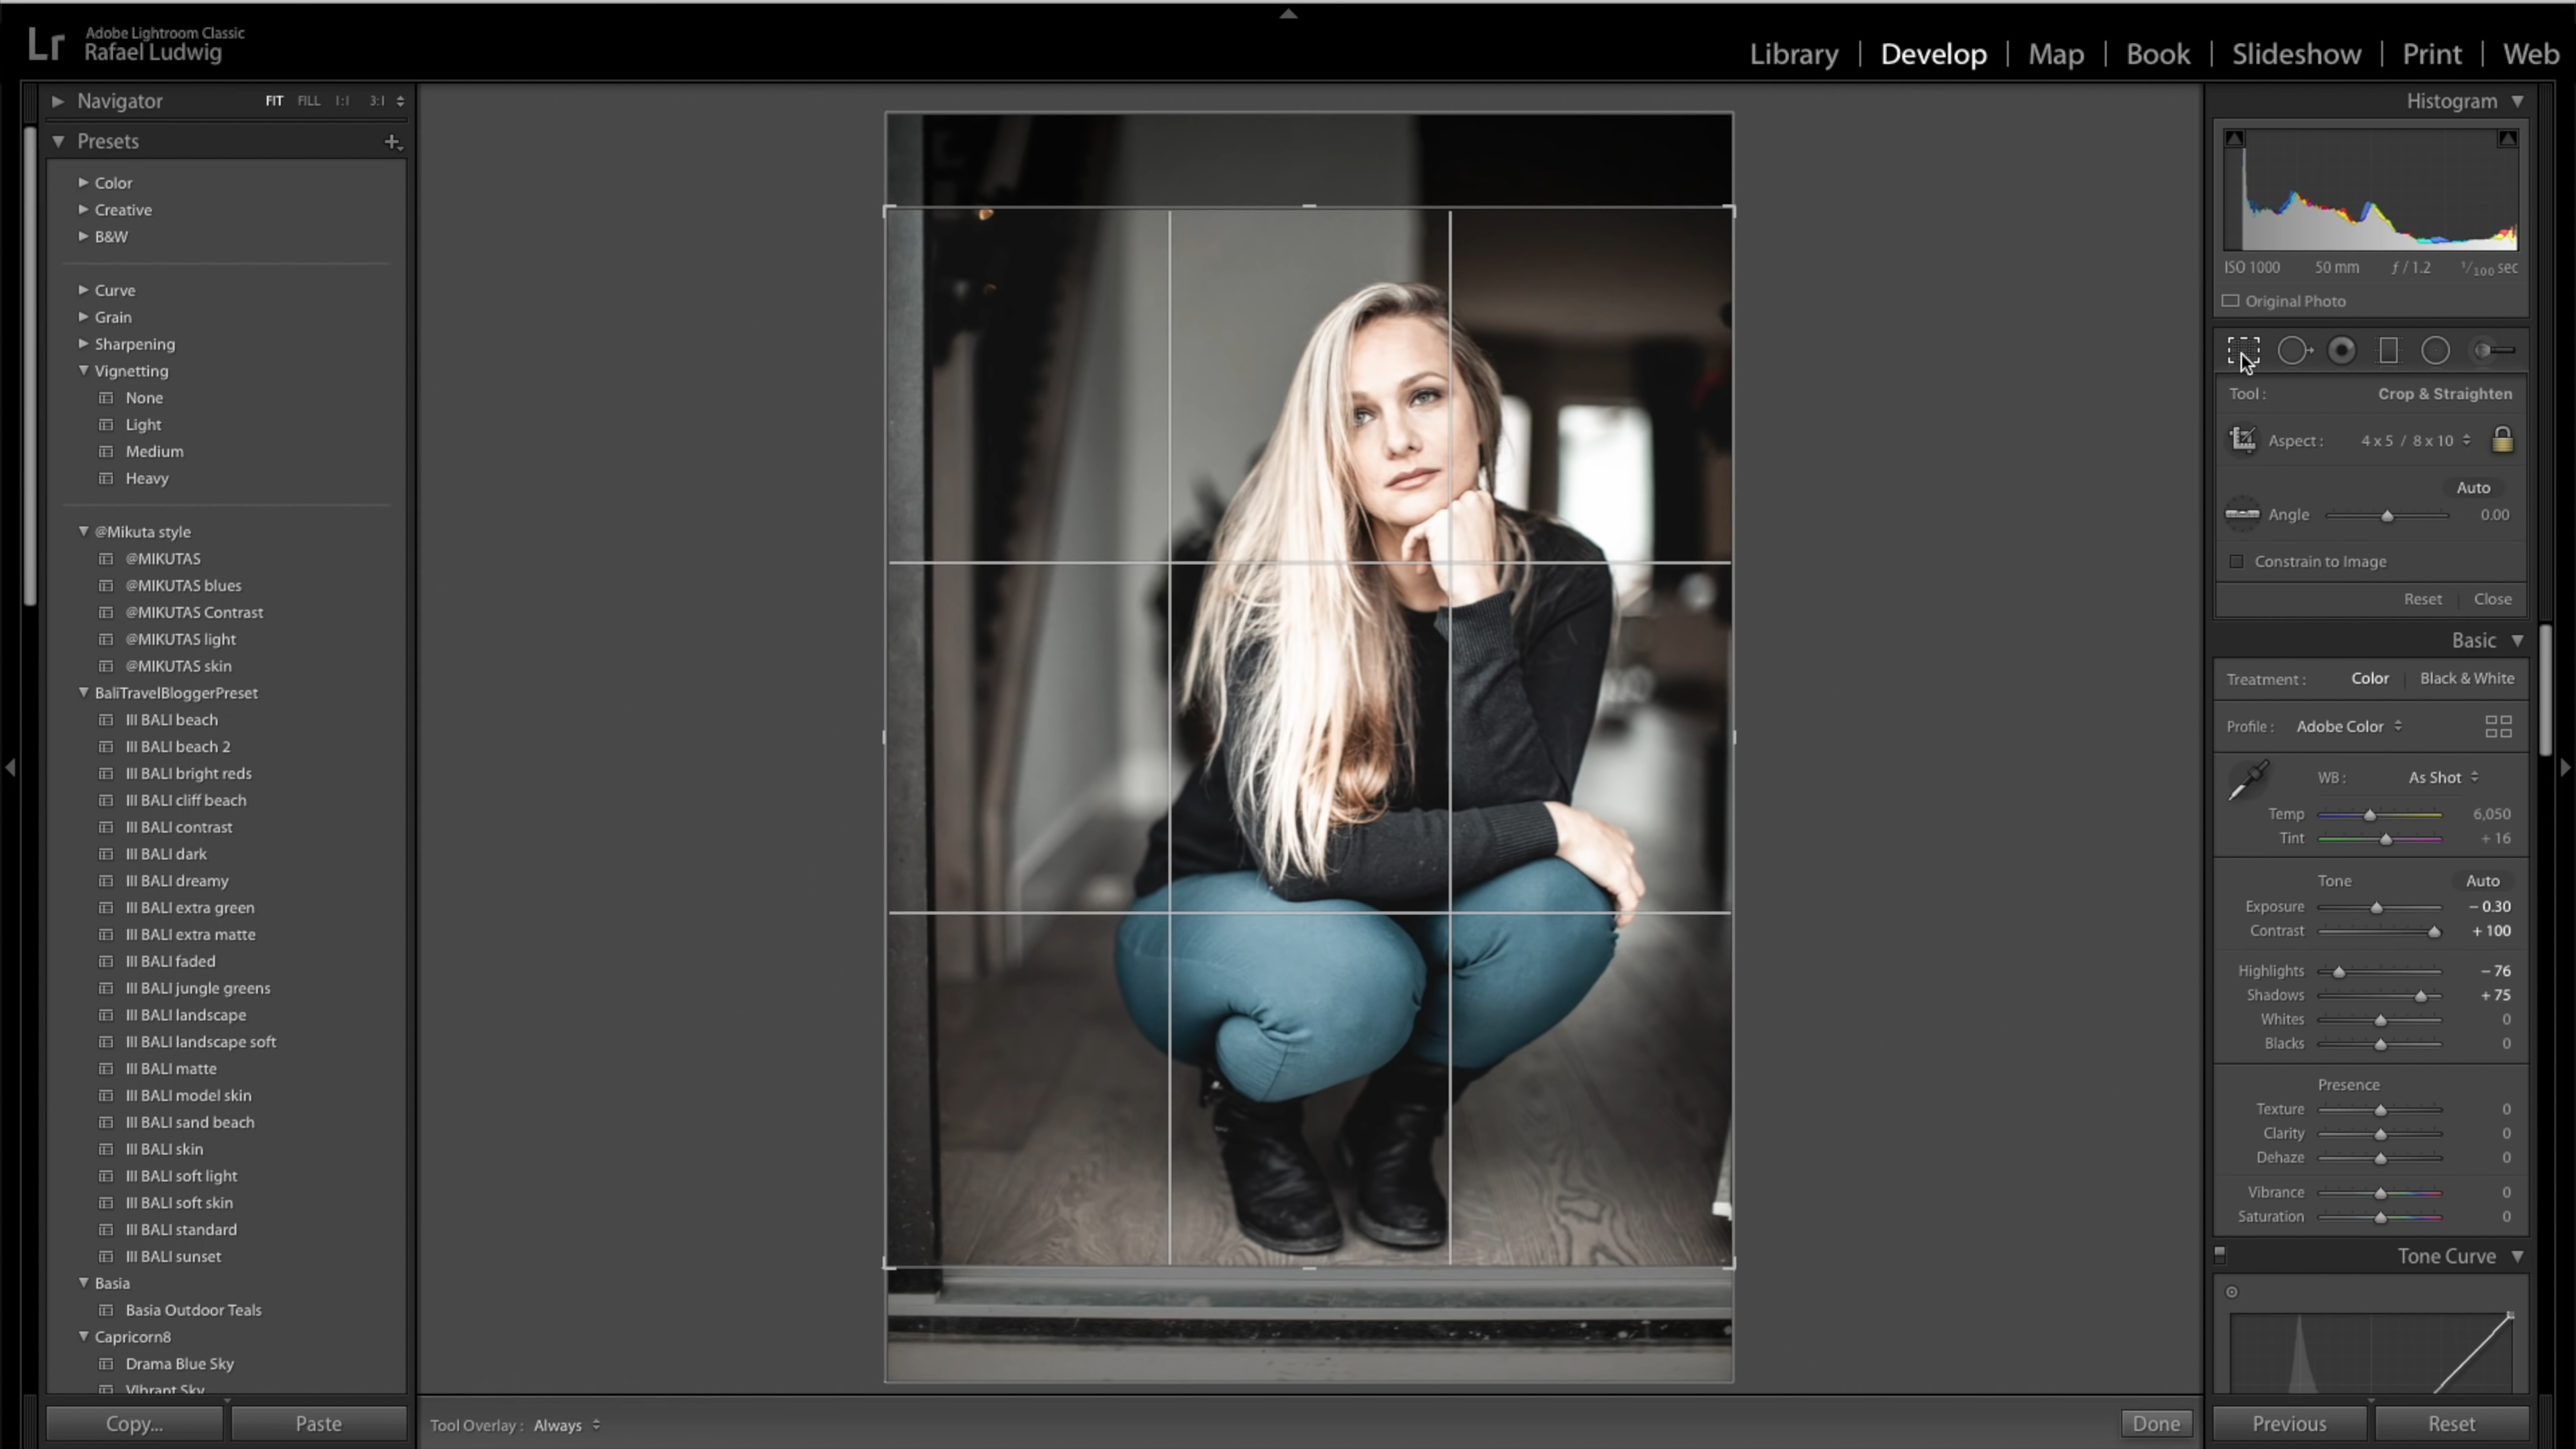 Lr
Adobe Lightroom Classic
Rafael Ludwig
Library | Develop | Map | Book | Slideshow | Print | Web
Navigator FIT FILL 1:1 3:1
Presets
Color
Creative
B&W
Curve
Grain
Sharpening
Vignetting
None
Light
Medium
Heavy
@Mikuta style
@MIKUTAS
@MIKUTAS blues
@MIKUTAS Contrast
@MIKUTAS light
@MIKUTAS skin
BaliTravelBloggerPreset
III BALI beach
III BALI beach 2
III BALI bright reds
III BALI cliff beach
III BALI contrast
III BALI dark
III BALI dreamy
III BALI extra green
III BALI extra matte
III BALI faded
III BALI jungle greens
III BALI landscape
III BALI landscape soft
III BALI matte
III BALI model skin
III BALI sand beach
III BALI skin
III BALI soft light
III BALI soft skin
III BALI standard
III BALI sunset
Basia
Basia Outdoor Teals
Capricorn8
Drama Blue Sky
VIbrant Sky
Copy... Paste
Tool Overlay : Always
Done
Histogram
ISO 1000 50 mm ƒ / 1.2 1/100 sec
Original Photo
Tool : Crop & Straighten
Aspect : 4 x 5 / 8 x 10
Auto
Angle 0.00
Constrain to Image
Reset Close
Basic
Treatment : Color Black & White
Profile : Adobe Color
WB : As Shot
Temp 6,050
Tint + 16
Tone Auto
Exposure − 0.30
Contrast + 100
Highlights − 76
Shadows + 75
Whites 0
Blacks 0
Presence
Texture 0
Clarity 0
Dehaze 0
Vibrance 0
Saturation 0
Tone Curve
Previous Reset